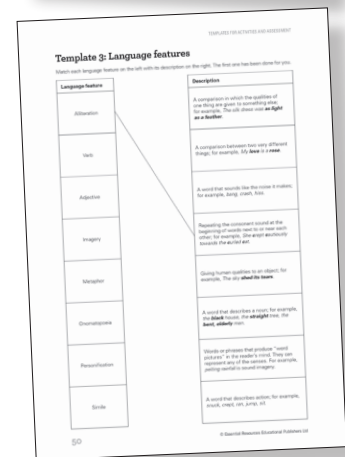 TEMPLATES FOR ACTIVITIES AND ASSESSMENT
Template 3: Language features
Match each language feature on the left with its description on the right. The first one has been done for you.
Language feature
Alliteration
Verb
Adjective
Imagery
Metaphor
Onomatopoeia
Personification
Simile
Description
A comparison in which the qualities of
one thing are given to something else;
for example, The silk dress was as light
as a feather.
A comparison between two very different
things; for example, My love is a rose.
A word that sounds like the noise it makes;
for example, bang, crash, hiss.
Repeating the consonant sound at the
beginning of words next to or near each
other; for example, She crept cautiously
towards the
Giving human qualities to an object; for
example, The sky shed its tears.
A word that describes a noun; for example,
the black house, the straight tree, the
bent, elderly man.
Words or phrases that produce "word
pictures" in the reader's mind. They can
represent any of the senses. For example,
pelting rainfall is sound imagery.
A word that describes action; for example,
sneak, crept, ran, jump, sit.
50
© Essential Resources Educational Publishers Ltd